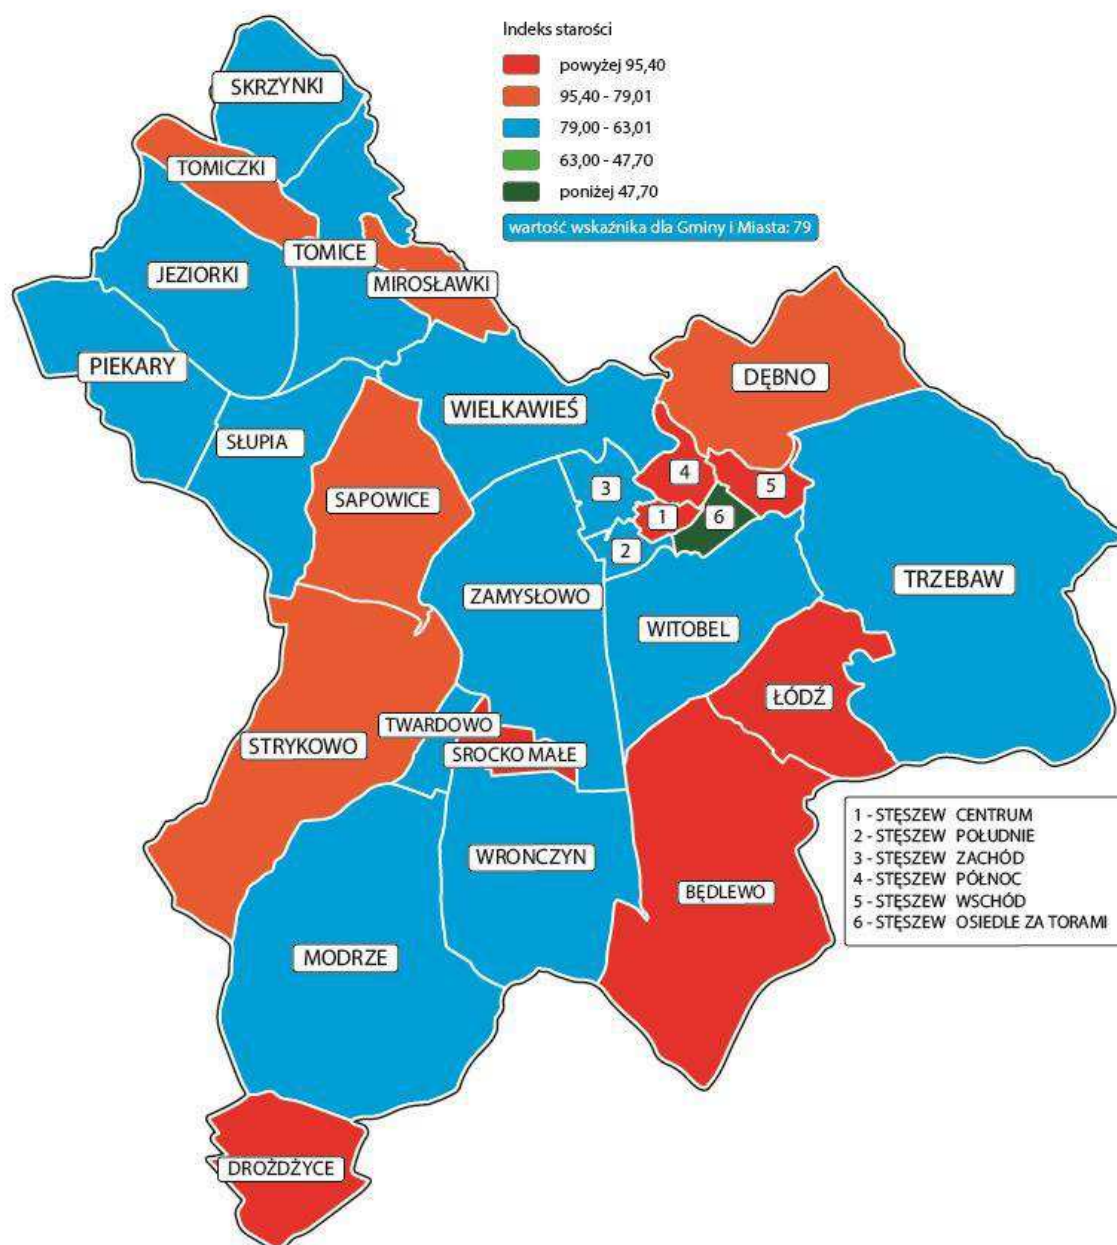 Indeks starości
powyżej 95,40
95,40 - 79,01
79,00 - 63,01
63,00 - 47,70
poniżej 47,70
wartość wskaźnika dla Gminy i Miasta: 79
SKRZYNKI
TOMICZKI
TOMICE
JEZIORKI
MIROSŁAWKI
PIEKARY
DĘBNO
WIELKAWIEŚ
SŁUPIA
SAPOWICE
4
3
5
1
6
2
TRZEBAW
ZAMYSŁOWO
WITOBEL
ŁÓDŹ
TWARDOWO
STRYKOWO
SROCKO MAŁE
WRONCZYN
BĘDLEWO
MODRZE
DROŻDŻYCE
1 - STĘSZEW CENTRUM
2 - STĘSZEW POŁUDNIE
3 - STĘSZEW ZACHÓD
4 - STĘSZEW PÓŁNOC
5 - STĘSZEW WSCHÓD
6 - STĘSZEW OSIEDLE ZA TORAMI